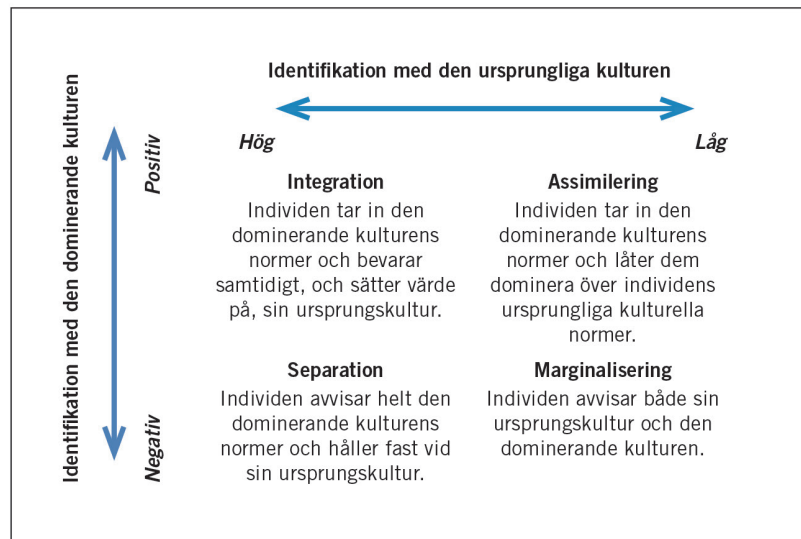 Identifikation med den ursprungliga kulturen
Hög
Låg
Identifikation med den dominerande kulturen
Positiv
Negativ
Integration
Individen tar in den
dominerande kulturens
normer och bevarar
samtidigt, och sätter värde
på, sin ursprungskultur.
Assimilering
Individen tar in den
dominerande kulturens
normer och låter dem
dominera över individens
ursprungliga kulturella
normer.
Separation
Individen avvisar helt den
dominerande kulturens
normer och håller fast vid
sin ursprungskultur.
Marginalisering
Individen avvisar både sin
ursprungskultur och den
dominerande kulturen.